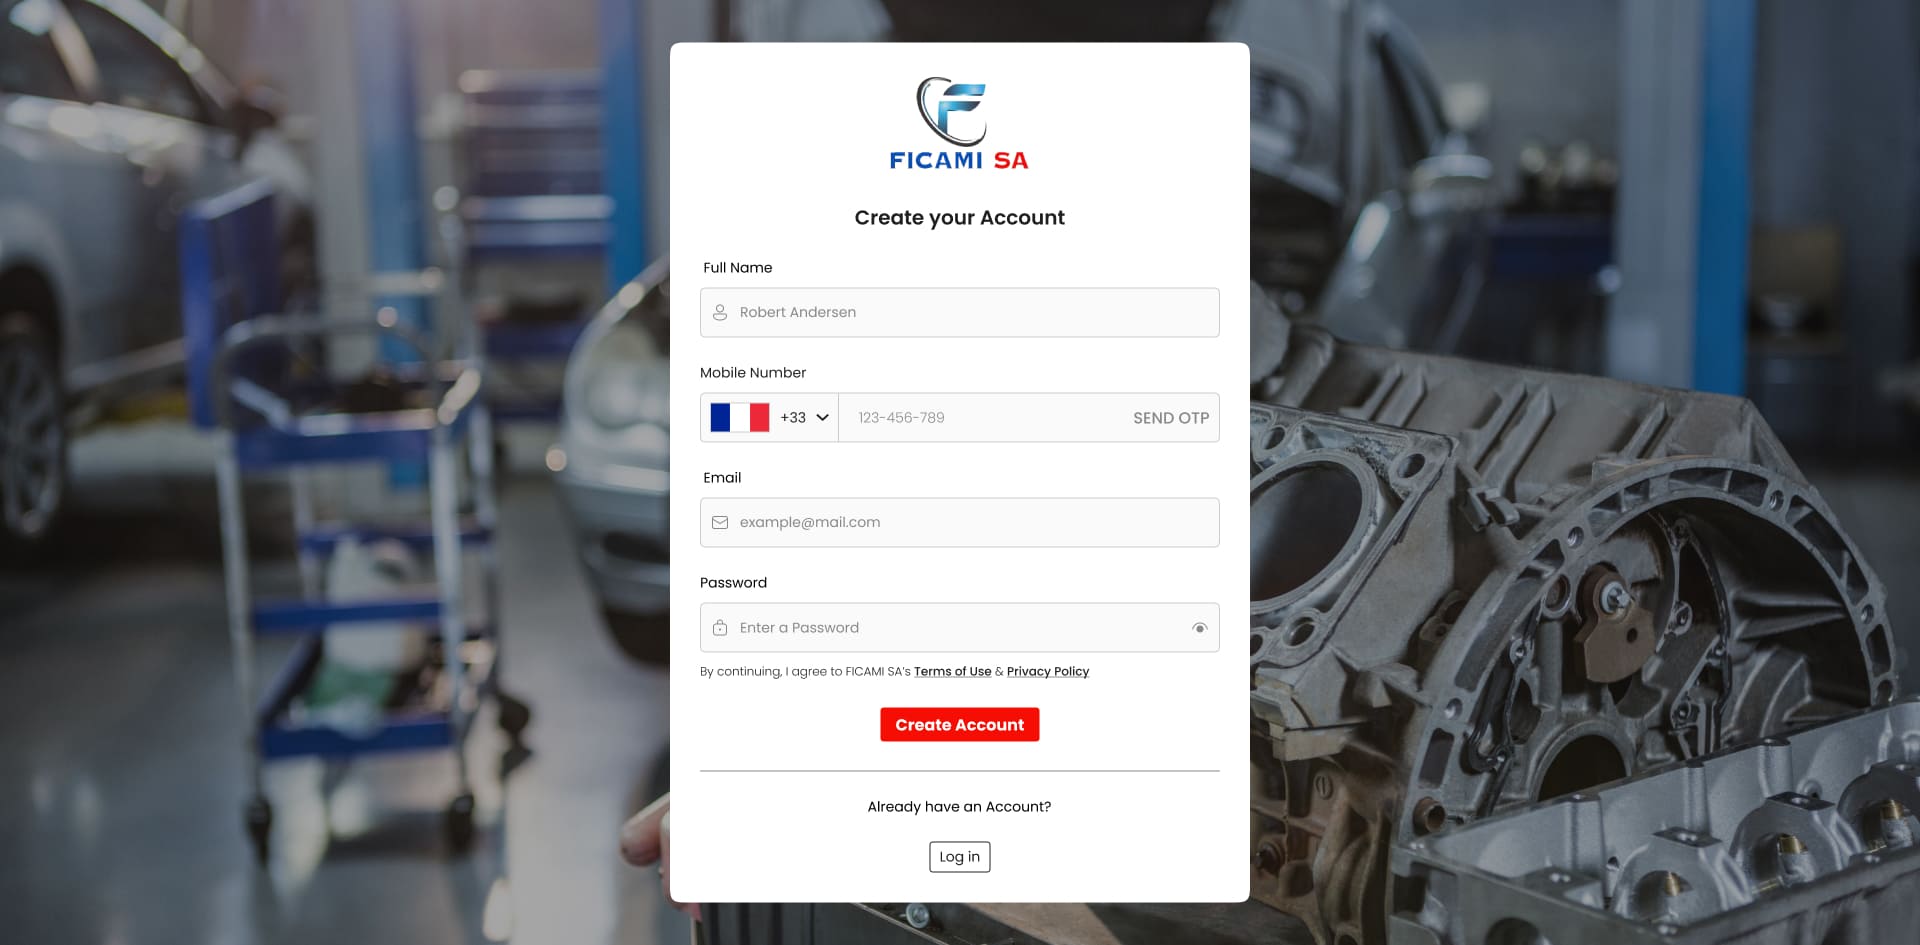 FICAMI SA
Create your Account
Full Name
Robert Andersen
Mobile Number
+33 123-456-789 SEND OTP
Email
example@mail.com
Password
Enter a Password
By continuing, I agree to FICAMI SA's Terms of Use & Privacy Policy
Create Account
Already have an Account?
Log in